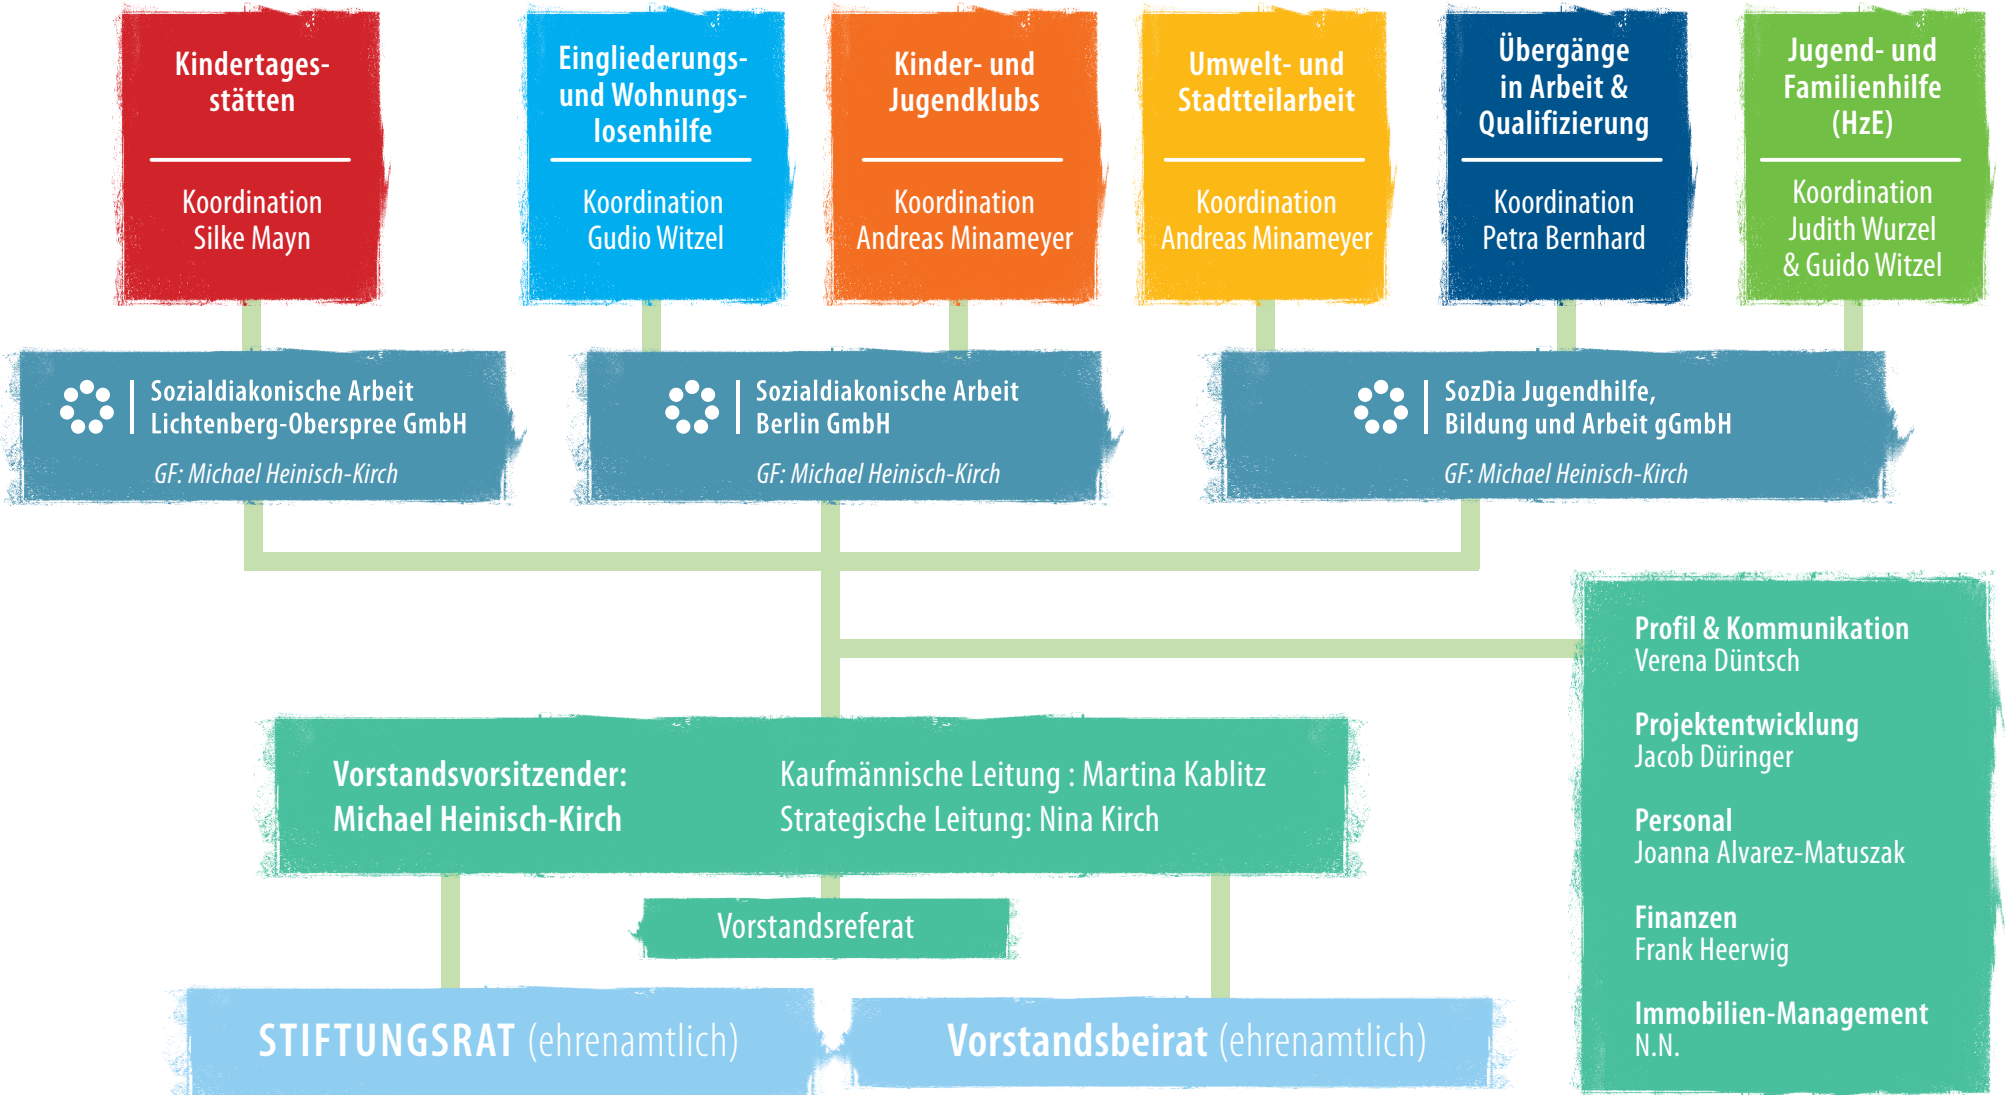 Kindertages-
stätten
Koordination
Silke Mayn
Eingliederungs-
und Wohnungs-
losenhilfe
Koordination
Gudio Witzel
Kinder- und
Jugendklubs
Koordination
Andreas Minameyer
Umwelt- und
Stadtteilarbeit
Koordination
Andreas Minameyer
Übergänge
in Arbeit &
Qualifizierung
Koordination
Petra Bernhard
Jugend- und
Familienhilfe
(HzE)
Koordination
Judith Wurzel
& Guido Witzel
Sozialdiakonische Arbeit
Lichtenberg-Oberspree GmbH
GF: Michael Heinisch-Kirch
Sozialdiakonische Arbeit
Berlin GmbH
GF: Michael Heinisch-Kirch
SozDia Jugendhilfe,
Bildung und Arbeit gGmbH
GF: Michael Heinisch-Kirch
Profil & Kommunikation
Verena Düntsch
Projektentwicklung
Jacob Düringer
Personal
Joanna Alvarez-Matuszak
Finanzen
Frank Heerwig
Immobilien-Management
N.N.
Vorstandsvorsitzender:
Michael Heinisch-Kirch
Kaufmännische Leitung : Martina Kablitz
Strategische Leitung: Nina Kirch
Vorstandsreferat
STIFTUNGSRAT (ehrenamtlich)
Vorstandsbeirat (ehrenamtlich)